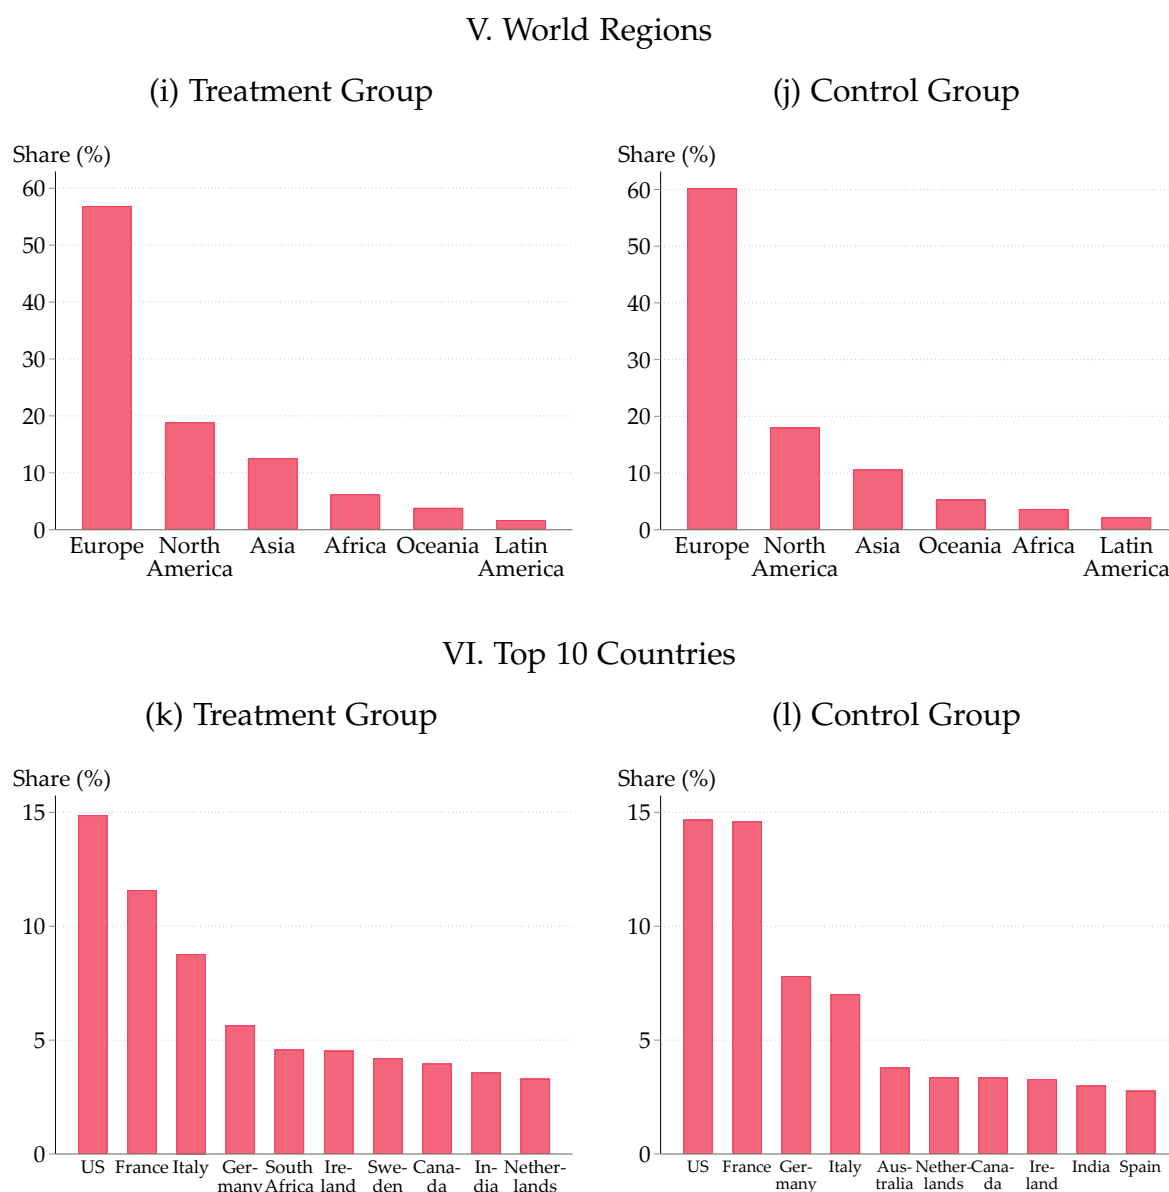 V. World Regions
(i) Treatment Group
(j) Control Group
Share (%)
60
50
40
30
20
10
0
Europe North Asia Africa Oceania Latin
America America
Share (%)
60
50
40
30
20
10
0
Europe North Asia Oceania Africa Latin
America America
VI. Top 10 Countries
(k) Treatment Group
(l) Control Group
Share (%)
15
10
5
0
US France Italy Ger- South Ire- Swe- Cana- In- Nether-
many Africa land den da dia lands
Share (%)
15
10
5
0
US France Ger- Italy Aus- Nether- Cana- Ire- India Spain
many tralia lands da land